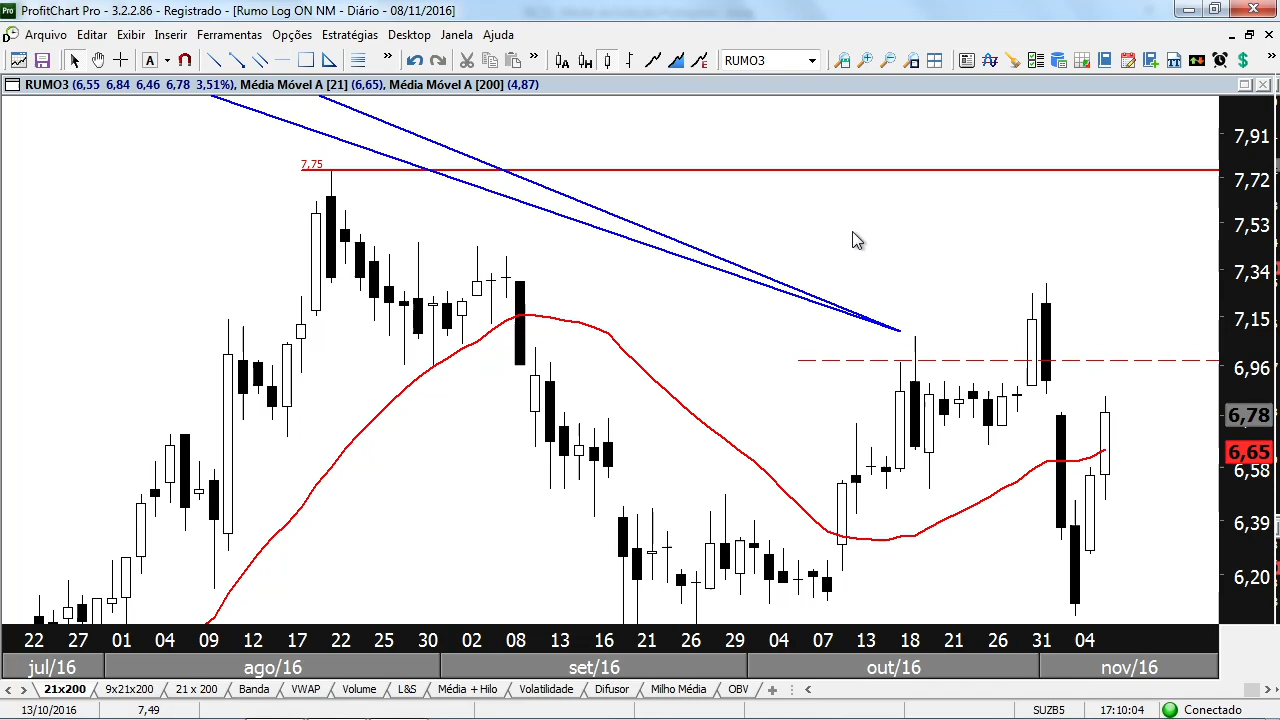 ProfitChart Pro - 3.2.2.86 - Registrado - [Rumo Log ON NM - Diário - 08/11/2016]
Arquivo Editar Exibir Inserir Ferramentas Opções Estratégias Desktop Janela Ajuda
RUMO3
RUMO3 (6,55 6,84 6,46 6,78 3,51%), Média Móvel A [21] (6,65), Média Móvel A [200] (4,87)
7,91
7,75
7,72
7,53
7,34
7,15
6,96
6,78
6,65
6,58
6,39
6,20
22 27 01 04 09 12 17 22 25 30 02 08 13 16 21 26 29 04 07 13 18 21 26 31 04
jul/16 ago/16 set/16 out/16 nov/16
21x200 9x21x200 21 x 200 Banda VWAP Volume L&S Média + Hilo Volatilidade Difusor Milho Média OBV
13/10/2016 7,49 SUZB5 17:10:04 Conectado